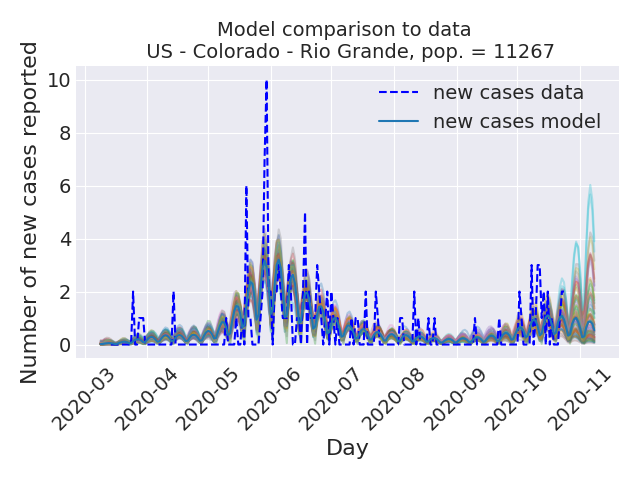 Model comparison to data
US - Colorado - Rio Grande, pop. = 11267
Number of new cases reported
10
8
6
4
2
0
new cases data
new cases model
2020-03
2020-04
2020-05
2020-06
2020-07
2020-08
2020-09
2020-10
2020-11
Day